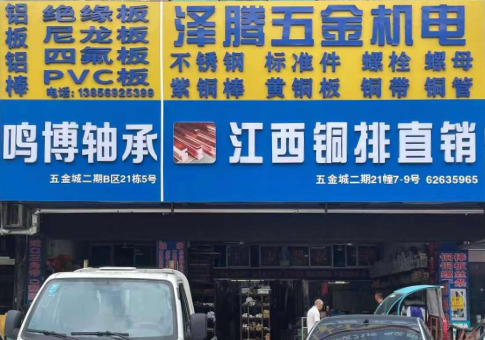 铝板铝棒
绝缘板
尼龙板
四氟板
PVC板
电话:13856925399
泽腾五金机电
不锈钢 标准件 螺栓 螺母
紫铜棒 黄铜板 铜带 铜管
鸣博轴承
五金城二期B区21栋5号
江西铜排直销
五金城二期21幢7-9号 62635965